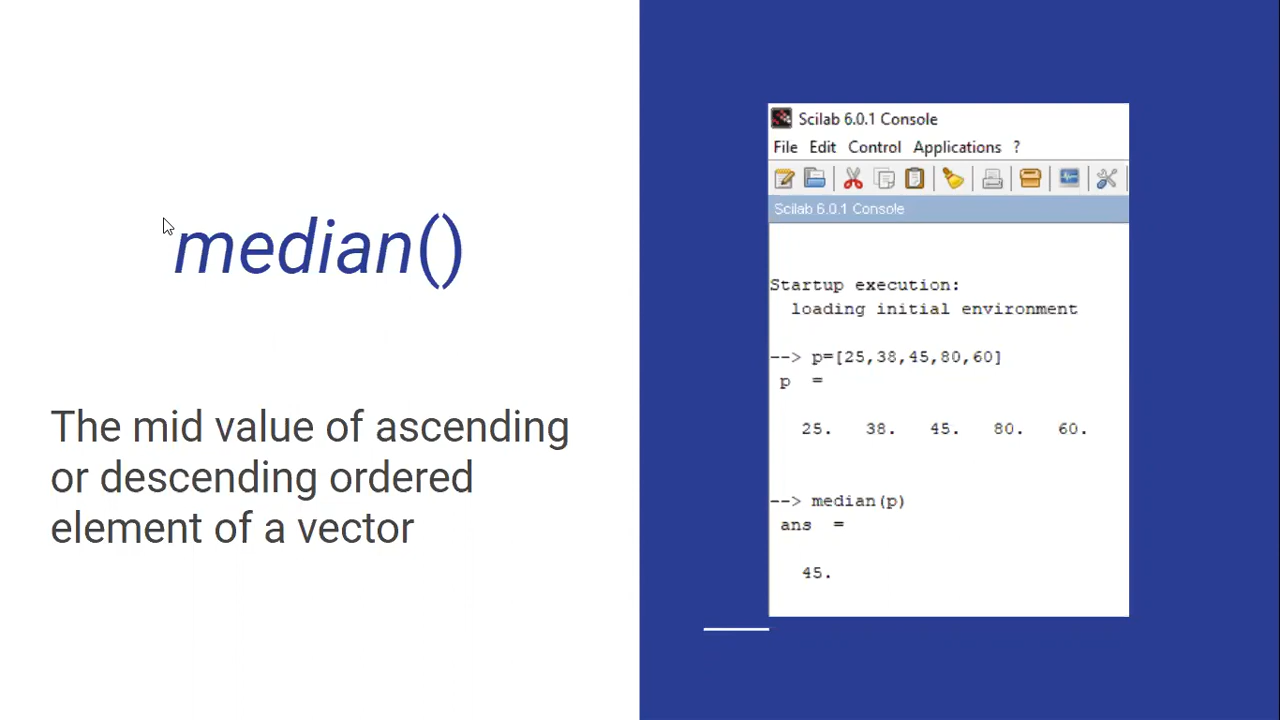 median()
The mid value of ascending
or descending ordered
element of a vector
Scilab 6.0.1 Console
File Edit Control Applications ?
Scilab 6.0.1 Console
Startup execution:
loading initial environment
--> p=[25,38,45,80,60]
p =
25. 38. 45. 80. 60.
--> median(p)
ans =
45.